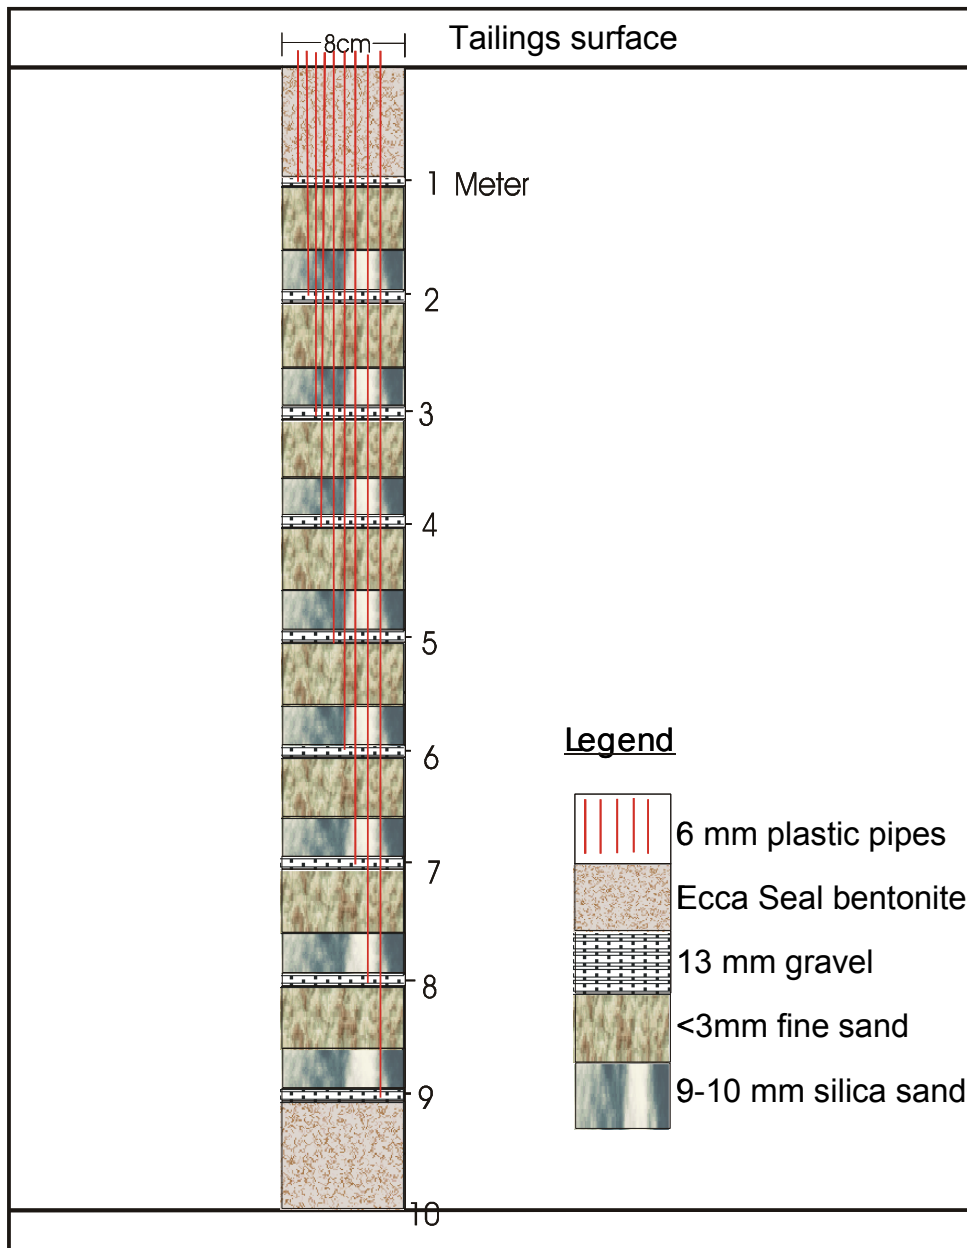 8cm
Tailings surface
1 Meter
2
3
4
5
6
7
8
9
10
Legend
6 mm plastic pipes
Ecca Seal bentonite
13 mm gravel
<3mm fine sand
9-10 mm silica sand